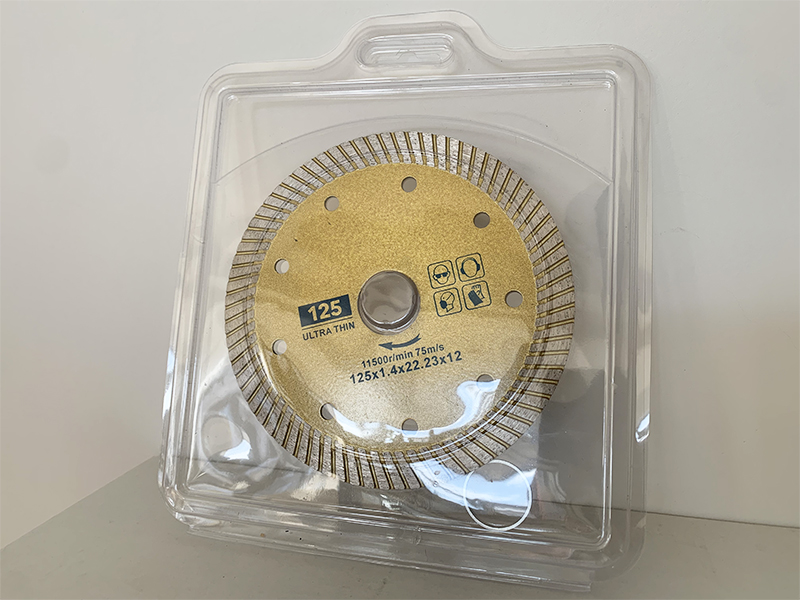 125
ULTRA THIN
11500r/min 75m/s
125x1.4x22.23x12